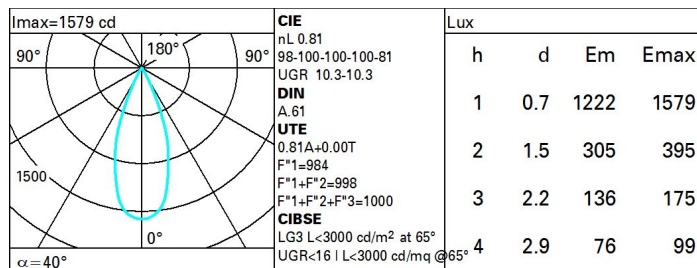 Imax=1579 cd
90° 180° 90°
1500
0°
α=40°
CIE
nL 0.81
98-100-100-100-81
UGR 10.3-10.3
DIN
A.61
UTE
0.81A+0.00T
F"1=984
F"1+F"2=998
F"1+F"2+F"3=1000
CIBSE
LG3 L<3000 cd/m² at 65°
UGR<16 | L<3000 cd/mq @65°
Lux
h d Em Emax
1 0.7 1222 1579
2 1.5 305 395
3 2.2 136 175
4 2.9 76 99